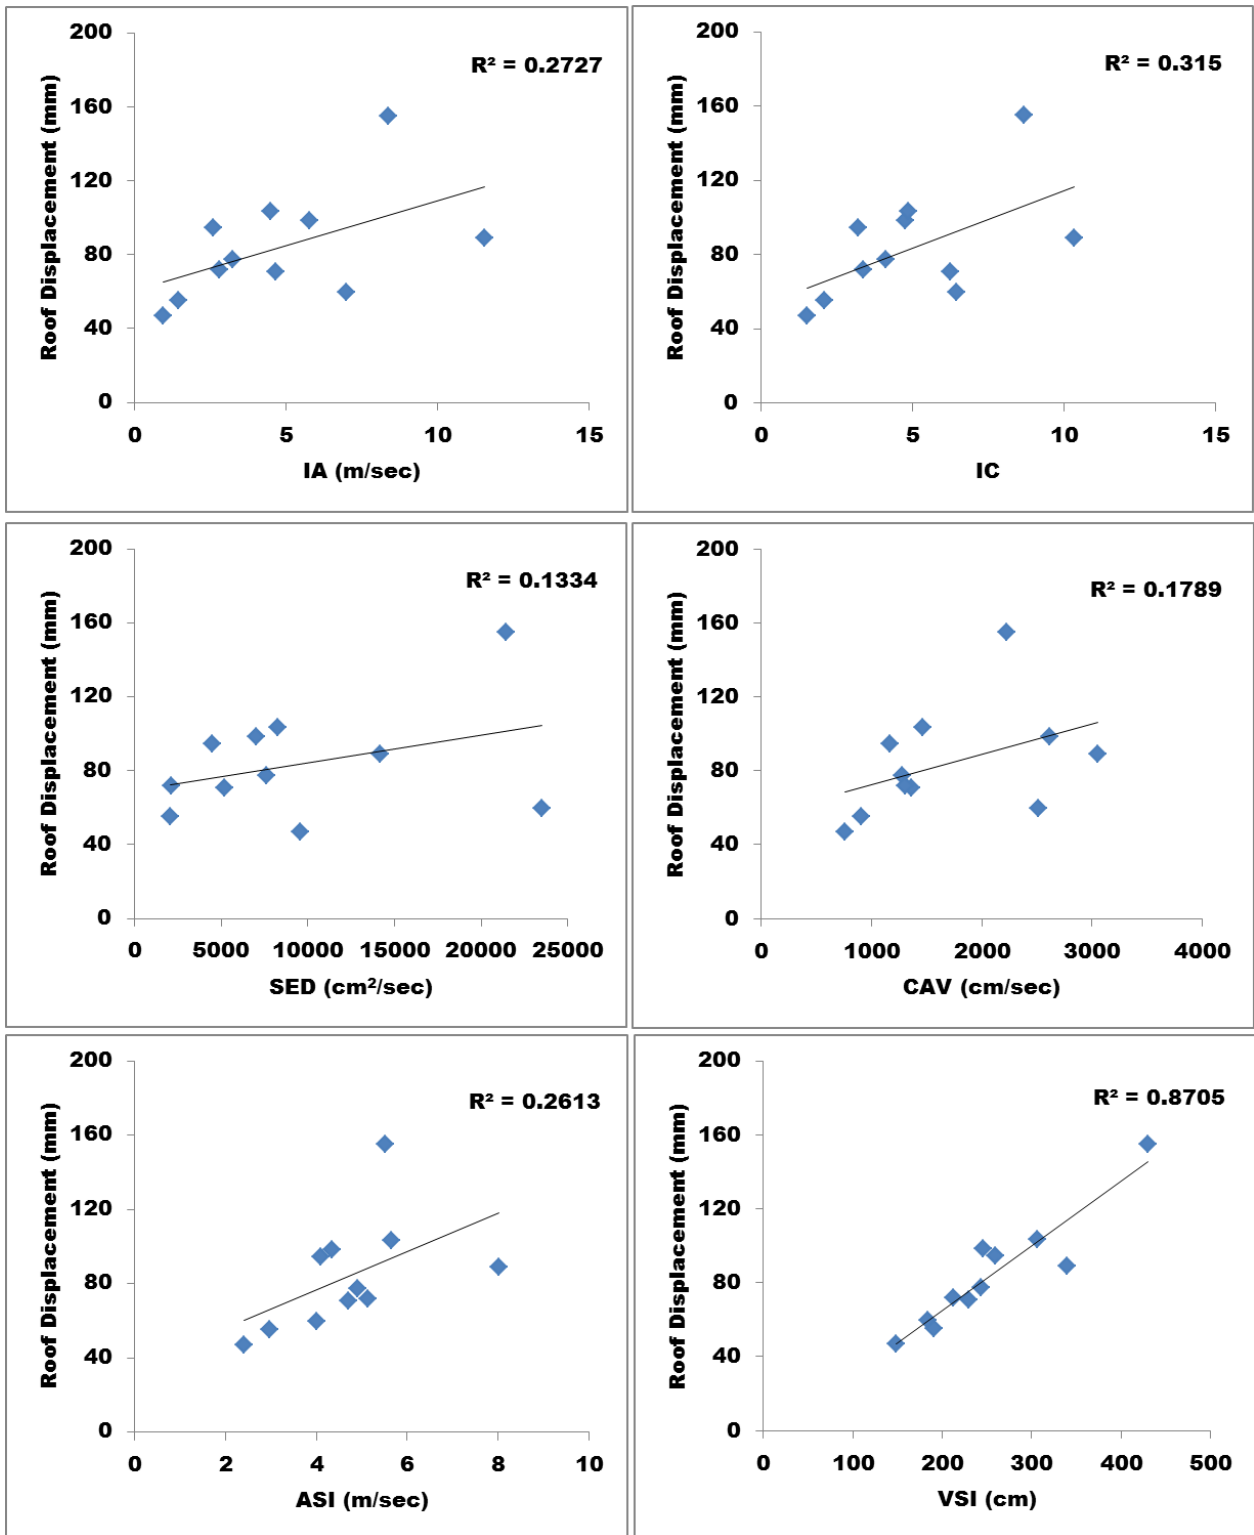 200
160
120
80
40
0
Roof Displacement (mm)
R² = 0.2727
0 5 10 15
IA (m/sec)
200
160
120
80
40
0
Roof Displacement (mm)
R² = 0.315
0 5 10 15
IC
200
160
120
80
40
0
Roof Displacement (mm)
R² = 0.1334
0 5000 10000 15000 20000 25000
SED (cm²/sec)
200
160
120
80
40
0
Roof Displacement (mm)
R² = 0.1789
0 1000 2000 3000 4000
CAV (cm/sec)
200
160
120
80
40
0
Roof Displacement (mm)
R² = 0.2613
0 2 4 6 8 10
ASI (m/sec)
200
160
120
80
40
0
Roof Displacement (mm)
R² = 0.8705
0 100 200 300 400 500
VSI (cm)